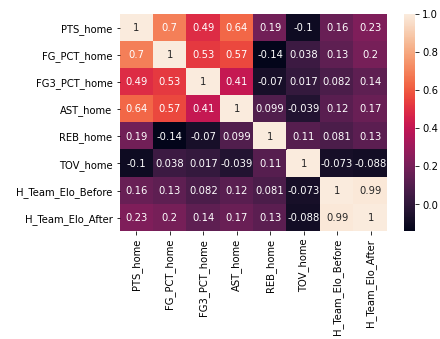 PTS_home 1 0.7 0.49 0.64 0.19 -0.1 0.16 0.23
FG_PCT_home 0.7 1 0.53 0.57 -0.14 0.038 0.13 0.2
FG3_PCT_home 0.49 0.53 1 0.41 -0.07 0.017 0.082 0.14
AST_home 0.64 0.57 0.41 1 0.099 -0.039 0.12 0.17
REB_home 0.19 -0.14 -0.07 0.099 1 0.11 0.081 0.13
TOV_home -0.1 0.038 0.017 -0.039 0.11 1 -0.073 -0.088
H_Team_Elo_Before 0.16 0.13 0.082 0.12 0.081 -0.073 1 0.99
H_Team_Elo_After 0.23 0.2 0.14 0.17 0.13 -0.088 0.99 1
PTS_home
FG_PCT_home
FG3_PCT_home
AST_home
REB_home
TOV_home
H_Team_Elo_Before
H_Team_Elo_After
1.0
0.8
0.6
0.4
0.2
0.0